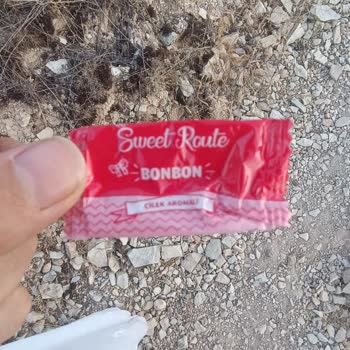 Sweet Route
BONBON
ÇİLEK AROMALI